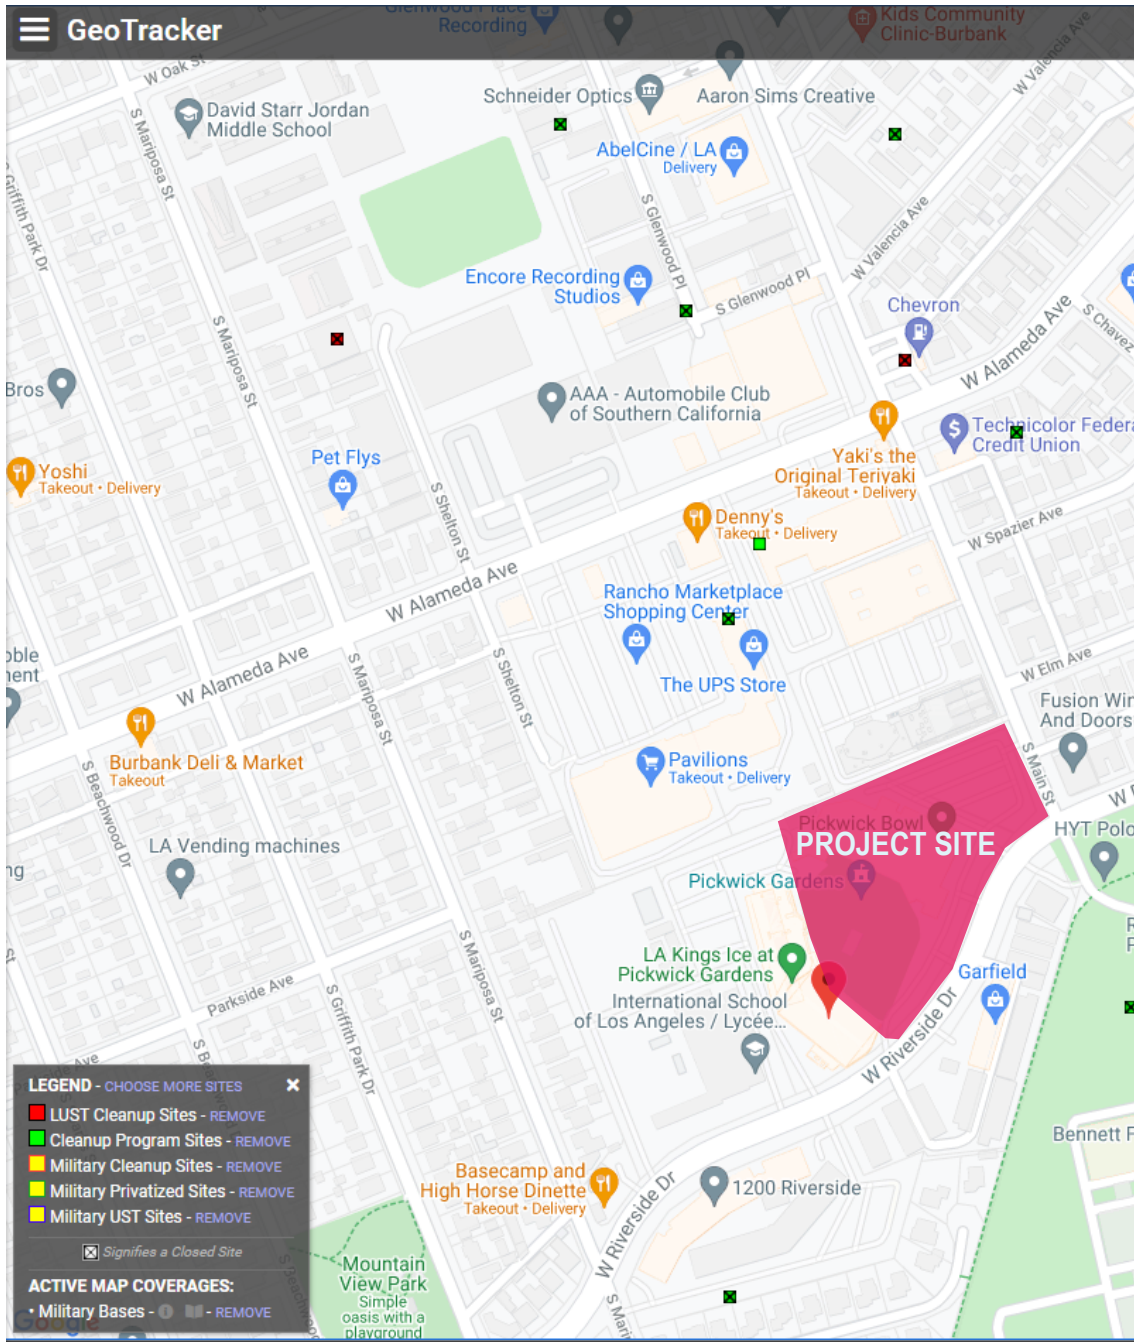 GeoTracker
Glenwood Place
Recording
Kids Community
Clinic-Burbank
W Oak St
W Valencia Ave
David Starr Jordan
Middle School
Schneider Optics
Aaron Sims Creative
S Mariposa St
AbelCine / LA
Delivery
S Griffith Park Dr
S Glenwood Pl
W Valencia Ave
Encore Recording
Studios
S Glenwood Pl
Chevron
S Chavez
S Mariposa St
W Alameda Ave
Bros
AAA - Automobile Club
of Southern California
Technicolor Federa
Credit Union
Yaki's the
Original Teriyaki
Takeout • Delivery
Yoshi
Takeout • Delivery
Pet Flys
S Shelton St
Denny's
Takeout • Delivery
W Spazier Ave
W Alameda Ave
Rancho Marketplace
Shopping Center
W Alameda Ave
S Mariposa St
S Shelton St
The UPS Store
W Elm Ave
Fusion Win
And Doors
Burbank Deli & Market
Takeout
Pavilions
Takeout • Delivery
S Main St
S Beachwood Dr
LA Vending machines
Pickwick Bowl
PROJECT SITE
HYT Polo
Pickwick Gardens
LA Kings Ice at
Pickwick Gardens
Garfield
S Mariposa St
Parkside Ave
S Griffith Park Dr
International School
of Los Angeles / Lycée...
W Riverside Dr
LEGEND - CHOOSE MORE SITES
LUST Cleanup Sites - REMOVE
Cleanup Program Sites - REMOVE
Military Cleanup Sites - REMOVE
Military Privatized Sites - REMOVE
Military UST Sites - REMOVE
Signifies a Closed Site
ACTIVE MAP COVERAGES:
• Military Bases - REMOVE
Google
Bennett F
Basecamp and
High Horse Dinette
Takeout • Delivery
1200 Riverside
W Riverside Dr
Mountain
View Park
Simple
oasis with a
playground
S Mari